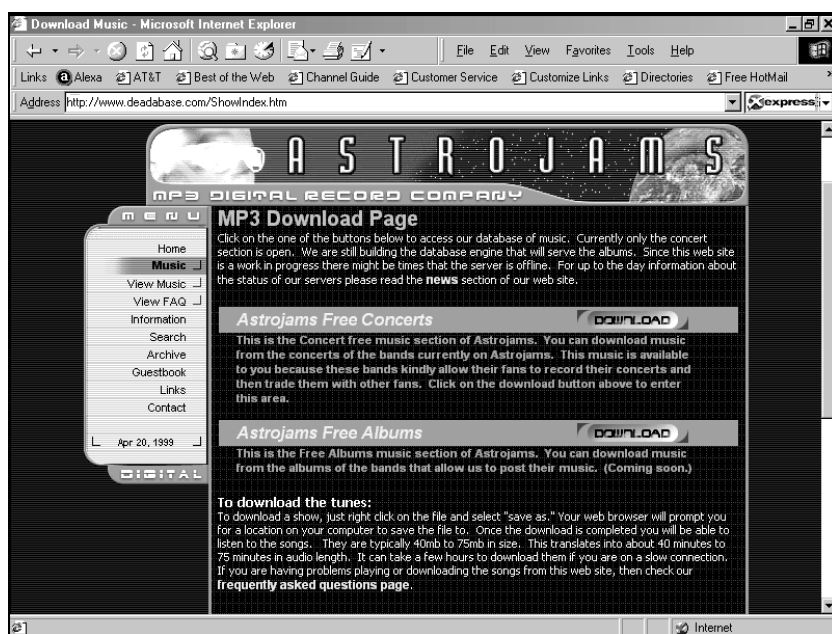 Download Music - Microsoft Internet Explorer
File Edit View Favorites Tools Help
Links Alexa AT&T Best of the Web Channel Guide Customer Service Customize Links Directories Free HotMail
Address http://www.deadabase.com/ShowIndex.htm express
ASTROJAMS
MP3 DIGITAL RECORD COMPANY
MENU
Home
Music
View Music
View FAQ
Information
Search
Archive
Guestbook
Links
Contact
Apr 20, 1999
DIGITAL
MP3 Download Page
Click on the one of the buttons below to access our database of music. Currently only the concert
section is open. We are still building the database engine that will serve the albums. Since this web site
is a work in progress there might be times that the server is offline. For up to the day information about
the status of our servers please read the news section of our web site.
Astrojams Free Concerts DOWNLOAD
This is the Concert free music section of Astrojams. You can download music
from the concerts of the bands currently on Astrojams. This music is available
to you because these bands kindly allow their fans to record their concerts and
then trade them with other fans. Click on the download button above to enter
this area.
Astrojams Free Albums DOWNLOAD
This is the Free Albums music section of Astrojams. You can download music
from the albums of the bands that allow us to post their music. (Coming soon.)
To download the tunes:
To download a show, just right click on the file and select "save as." Your web browser will prompt you
for a location on your computer to save the file to. Once the download is completed you will be able to
listen to the songs. They are typically 40mb to 75mb in size. This translates into about 40 minutes to
75 minutes in audio length. It can take a few hours to download them if you are on a slow connection.
If you are having problems playing or downloading the songs from this web site, then check our
frequently asked questions page.
Internet